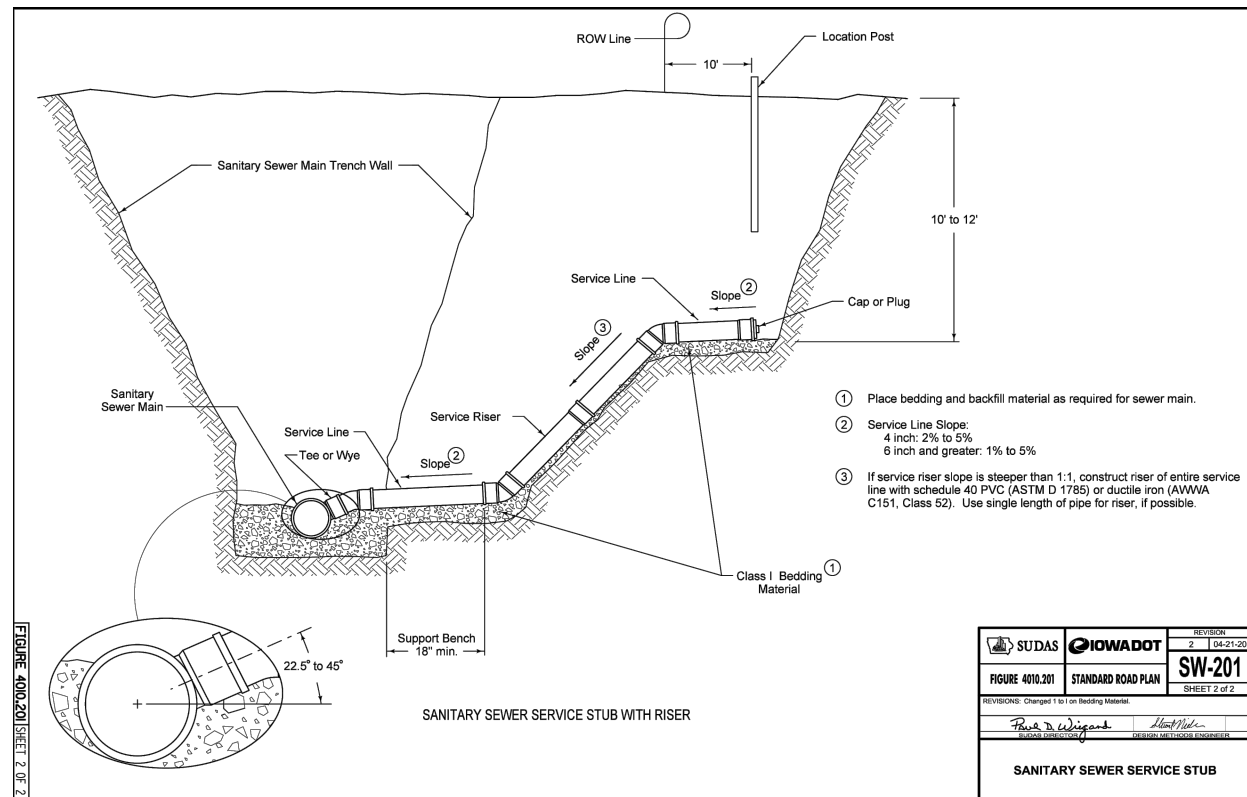 ROW Line
Location Post
10'
Sanitary Sewer Main Trench Wall
10' to 12'
Service Line
Slope ②
Cap or Plug
Slope ③
Sanitary
Sewer Main
Service Riser
Service Line
Tee or Wye
Slope ②
① Place bedding and backfill material as required for sewer main.
② Service Line Slope:
4 inch: 2% to 5%
6 inch and greater: 1% to 5%
③ If service riser slope is steeper than 1:1, construct riser of entire service
line with schedule 40 PVC (ASTM D 1785) or ductile iron (AWWA
C151, Class 52). Use single length of pipe for riser, if possible.
Class I Bedding ①
Material
Support Bench
18" min.
22.5° to 45°
SANITARY SEWER SERVICE STUB WITH RISER
FIGURE 4010.201 SHEET 2 OF 2
SUDAS
IOWADOT
REVISION
2 04-21-20
FIGURE 4010.201
STANDARD ROAD PLAN
SW-201
SHEET 2 of 2
REVISIONS: Changed 1 to I on Bedding Material.
Paul D. Wiegand
SUDAS DIRECTOR
DESIGN METHODS ENGINEER
SANITARY SEWER SERVICE STUB